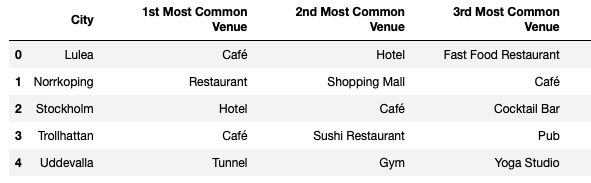 City 1st Most Common Venue 2nd Most Common Venue 3rd Most Common Venue
0 Lulea Café Hotel Fast Food Restaurant
1 Norrkoping Restaurant Shopping Mall Café
2 Stockholm Hotel Café Cocktail Bar
3 Trollhattan Café Sushi Restaurant Pub
4 Uddevalla Tunnel Gym Yoga Studio